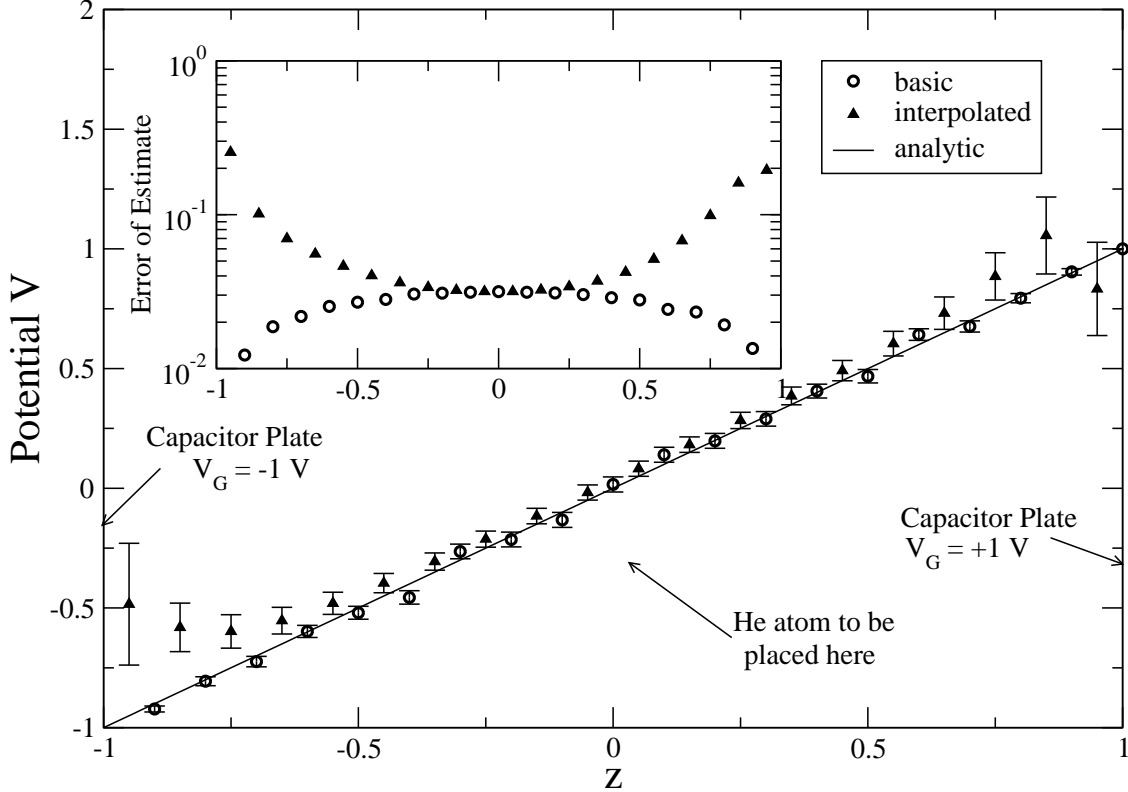 2
1.5
1
0.5
0
-0.5
-1
-1
-0.5
0
0.5
1
z
Potential V
10^0
10^-1
10^-2
-1
-0.5
0
0.5
1
Error of Estimate
basic
interpolated
analytic
Capacitor Plate
V_G = -1 V
Capacitor Plate
V_G = +1 V
He atom to be
placed here